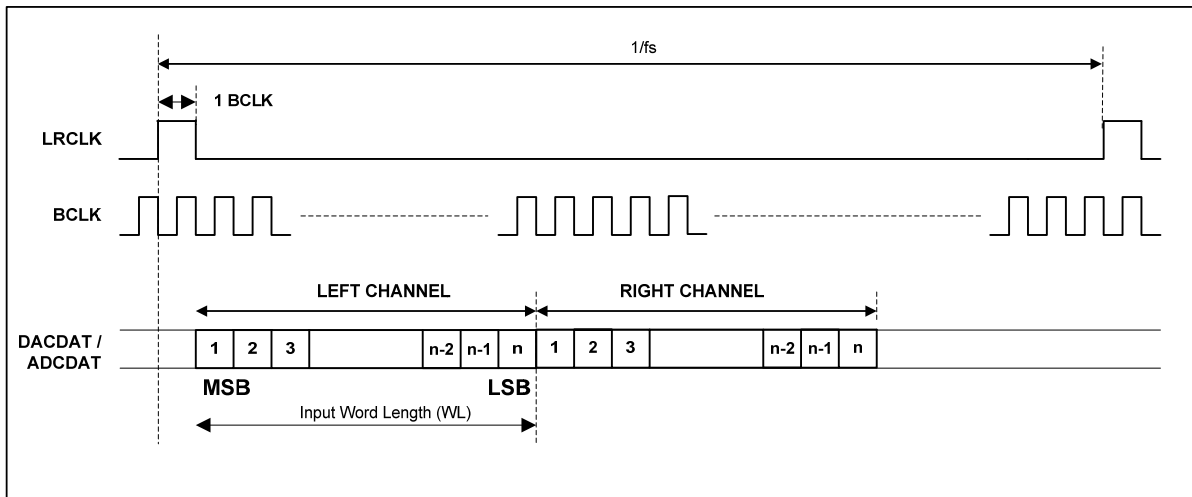 1/fs
1 BCLK
LRCLK
BCLK
LEFT CHANNEL
RIGHT CHANNEL
DACDAT /
ADCDAT
1 2 3 n-2 n-1 n 1 2 3 n-2 n-1 n
MSB LSB
Input Word Length (WL)